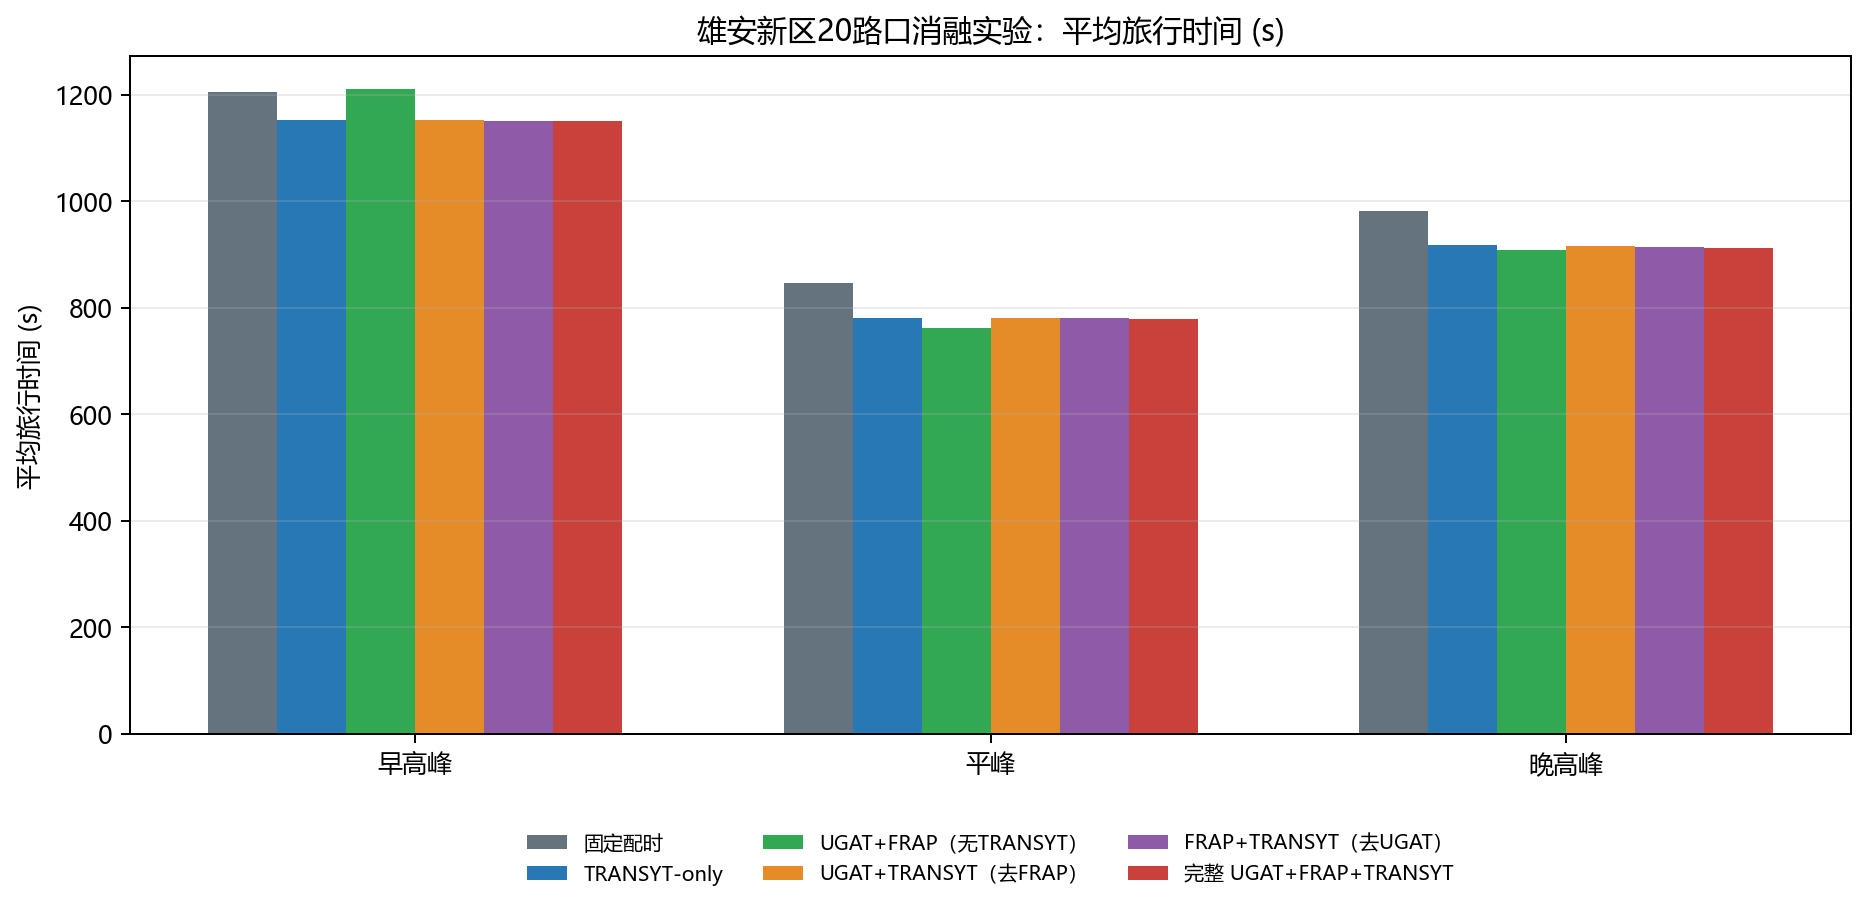 雄安新区20路口消融实验：平均旅行时间 (s)
平均旅行时间 (s)
1200
1000
800
600
400
200
0
早高峰
平峰
晚高峰
固定配时
TRANSYT-only
UGAT+FRAP（无TRANSYT）
UGAT+TRANSYT（去FRAP）
FRAP+TRANSYT（去UGAT）
完整 UGAT+FRAP+TRANSYT